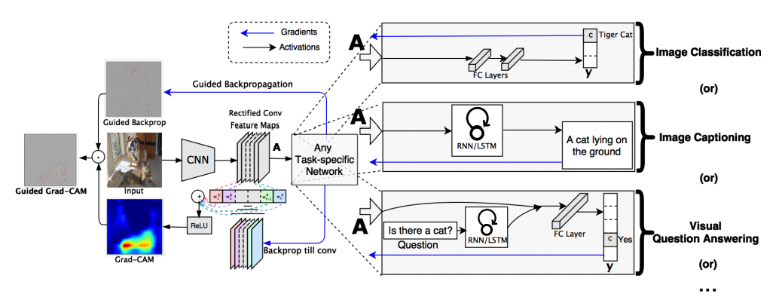 Gradients
Activations
A
c
Tiger Cat
FC Layers
y
Image Classification
(or)
Guided Backpropagation
Guided Backprop
Rectified Conv
Feature Maps
Input
CNN
A
Any
Task-specific
Network
A
RNN/LSTM
A cat lying on
the ground
Image Captioning
(or)
Guided Grad-CAM
ReLU
Grad-CAM
Backprop till conv
A
Is there a cat?
Question
RNN/LSTM
FC Layer
c
Yes
y
Visual
Question Answering
(or)
...